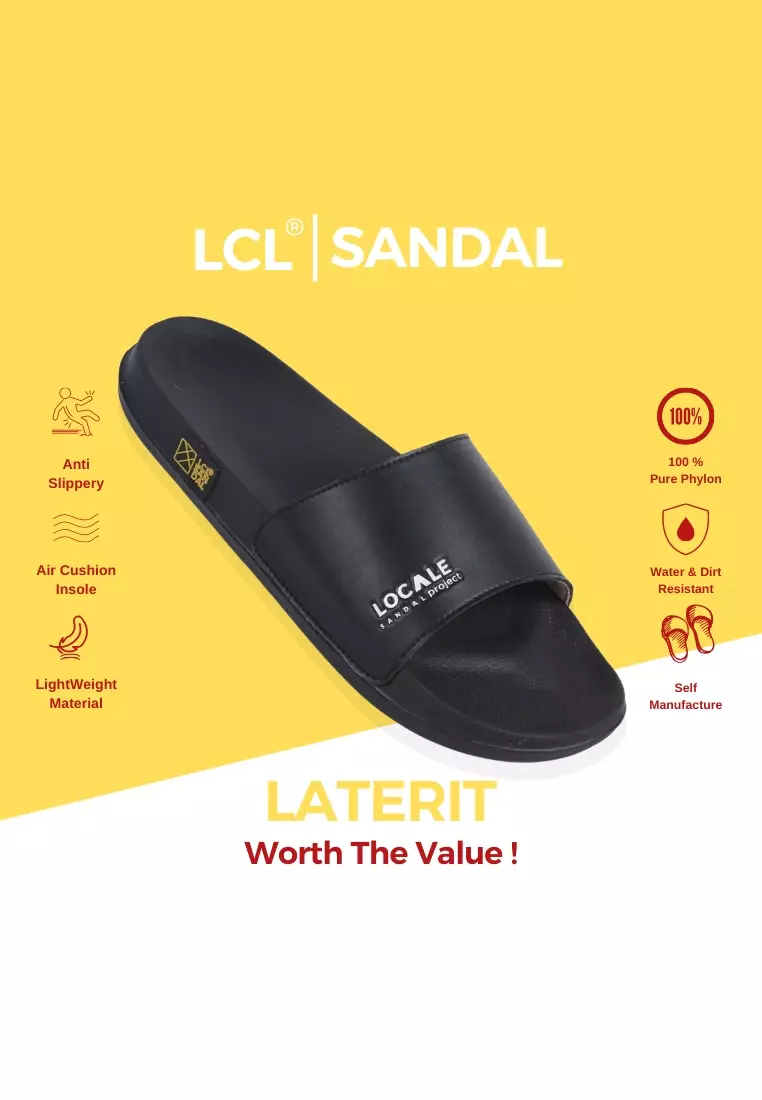 LCL® | SANDAL
Anti
Slippery
Air Cushion
Insole
LightWeight
Material
100%
100 %
Pure Phylon
Water & Dirt
Resistant
Self
Manufacture
LOCALE
SANDAL project
LATERIT
Worth The Value !